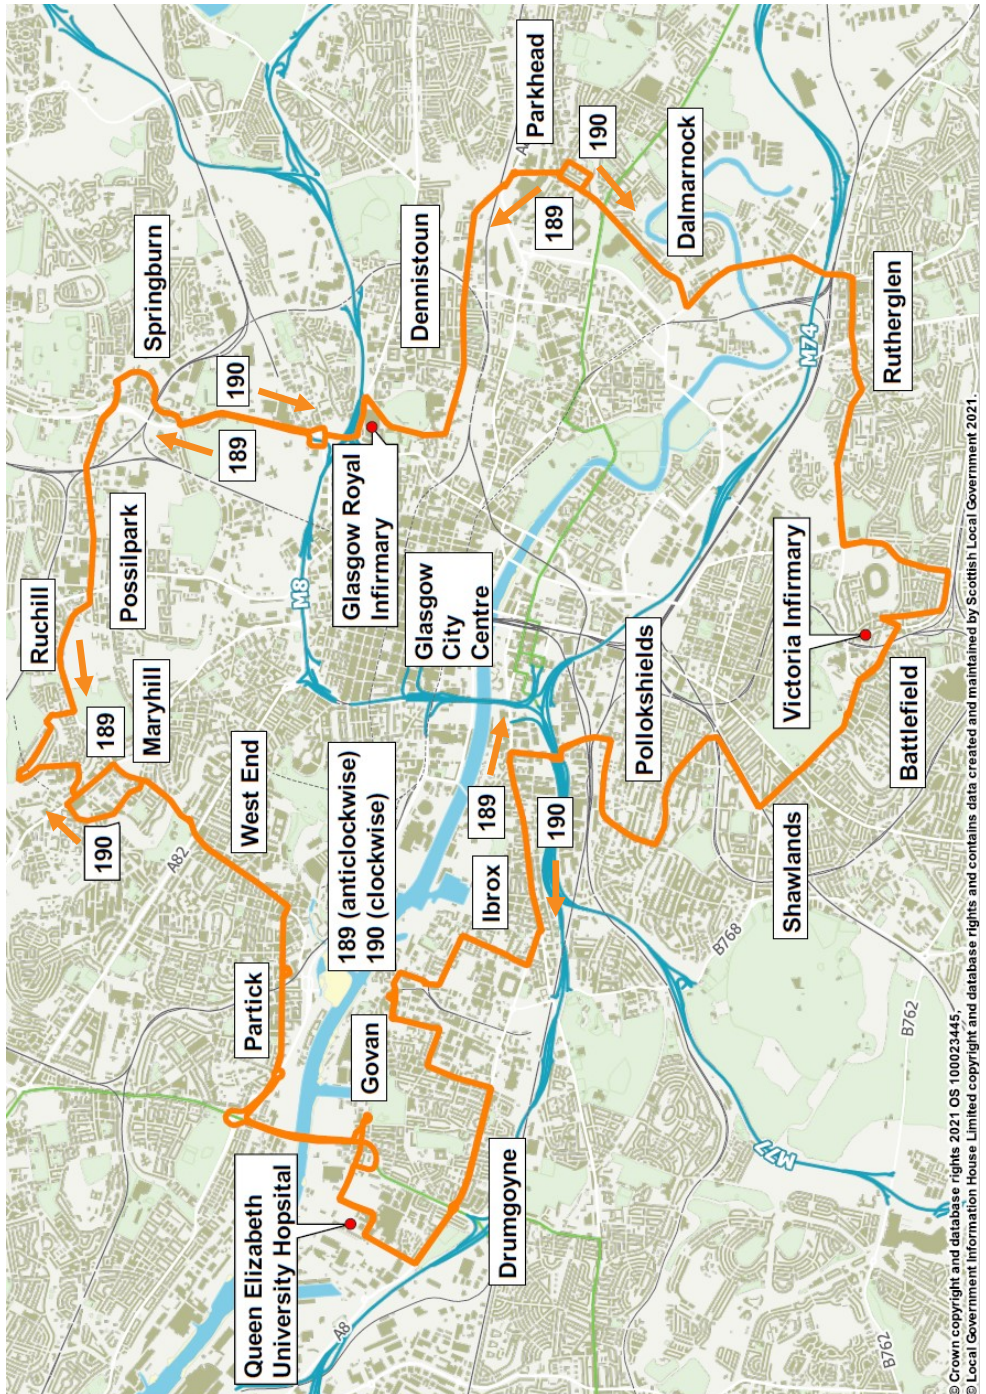 Ruchill
189
190
Possilpark
Maryhill
Springburn
A82
190
189
West End
Partick
Queen Elizabeth
University Hopsital
M8
A8
189 (anticlockwise)
190 (clockwise)
Glasgow Royal
Infirmary
Govan
Glasgow
City
Centre
Dennistoun
189
Ibrox
Drumgoyne
Parkhead
190
189
190
Pollokshields
Dalmarnock
B768
M77
Shawlands
Victoria Infirmary
M74
B762
Rutherglen
B762
Battlefield
© Crown copyright and database rights 2021 OS 100023445,
© Local Government Information House Limited copyright and database rights and contains data created and maintained by Scottish Local Government 2021.